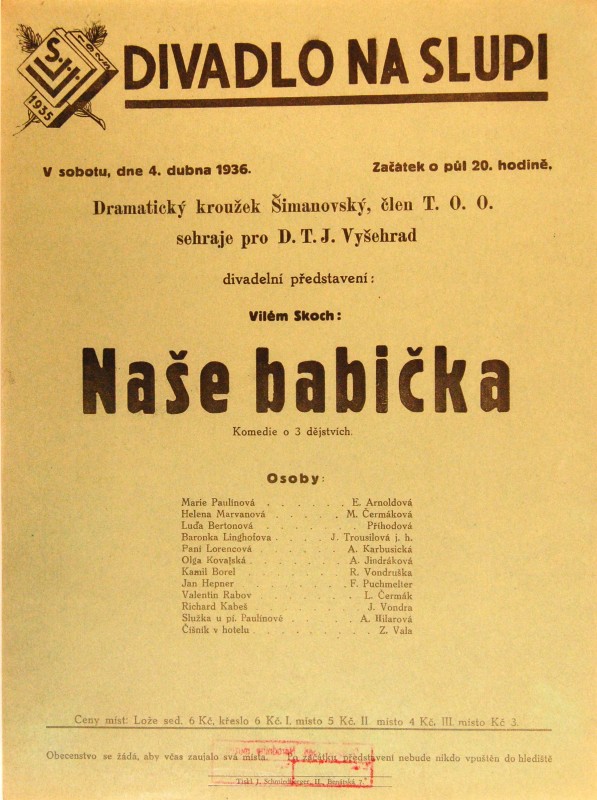 S.J.J.
1935
DIVADLO NA SLUPI
V sobotu, dne 4. dubna 1936.
Začátek o půl 20. hodině.
Dramatický kroužek Šimanovský, člen T. O. O.
sehraje pro D. T. J. Vyšehrad
divadelní představení:
Vilém Skoch:
Naše babička
Komedie o 3 dějstvích.
Osoby:
Marie Paulinová . . . . . . . E. Arnoldová
Helena Marvanová . . . . . . M. Čermáková
Luďa Bertonová . . . . . . . Příhodová
Baronka Linghofova . . . . . J. Trousilová j. h.
Paní Lorencová . . . . . . . A. Karbusická
Olga Kovalská . . . . . . . A. Jindráková
Kamil Borel . . . . . . . R. Vondruška
Jan Hepner . . . . . . . F. Puchmelter
Valentin Rabov . . . . . . . L. Čermák
Richard Kabeš . . . . . . . J. Vondra
Služka u pí. Paulinové . . . . . A. Hilarová
Číšník v hotelu . . . . . . . Z. Vala
Ceny míst: Lože sed. 6 Kč, křeslo 6 Kč. I. místo 5 Kč. II. místo 4 Kč. III. místo Kč 3.
Obecenstvo se žádá, aby včas zaujalo svá místa. Po začátku představení nebude nikdo vpuštěn do hlediště
Tiskl J. Schmiedberger, II., Benátská 7.